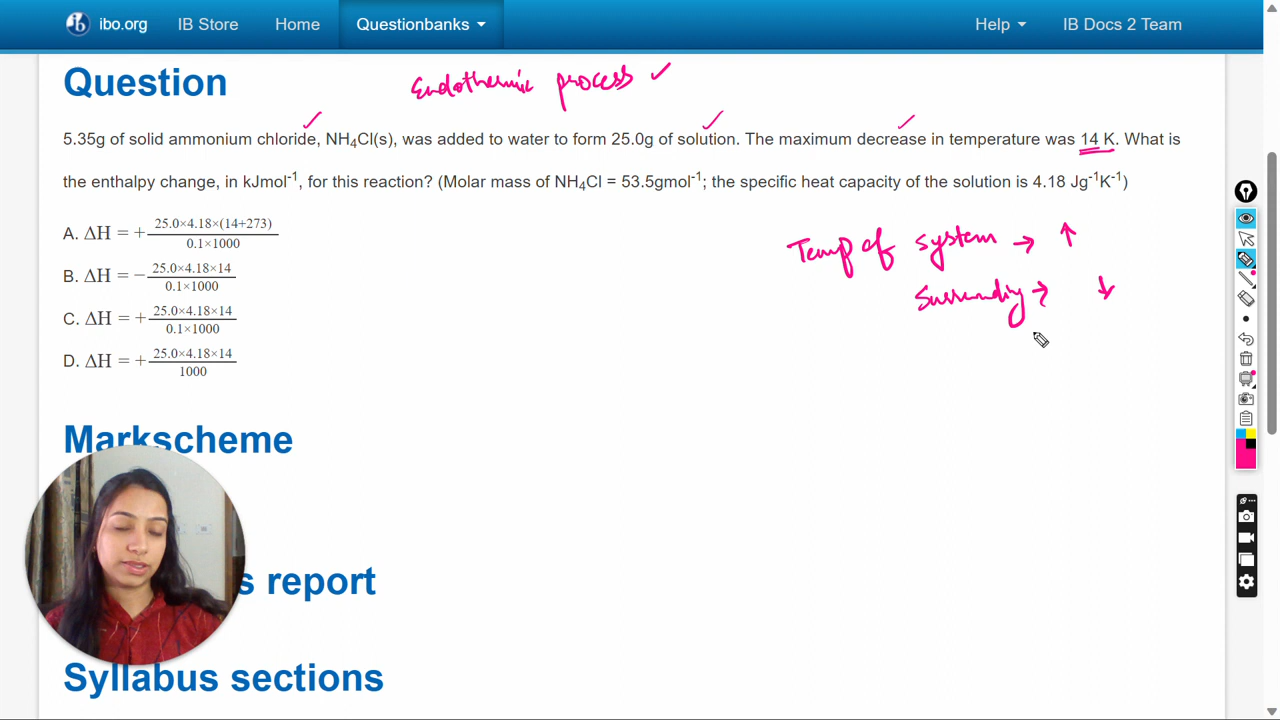 ibo.org IB Store Home Questionbanks Help IB Docs 2 Team
Question
Endothermic process ✓
5.35g of solid ammonium chloride, NH₄Cl(s), was added to water to form 25.0g of solution. The maximum decrease in temperature was 14 K. What is
the enthalpy change, in kJmol⁻¹, for this reaction? (Molar mass of NH₄Cl = 53.5gmol⁻¹; the specific heat capacity of the solution is 4.18 Jg⁻¹K⁻¹)
A. ΔH = + 25.0×4.18×(14+273) / 0.1×1000
B. ΔH = − 25.0×4.18×14 / 0.1×1000
C. ΔH = + 25.0×4.18×14 / 0.1×1000
D. ΔH = + 25.0×4.18×14 / 1000
Temp of system → ↑
Surrounding → ↓
Markscheme
s report
Syllabus sections